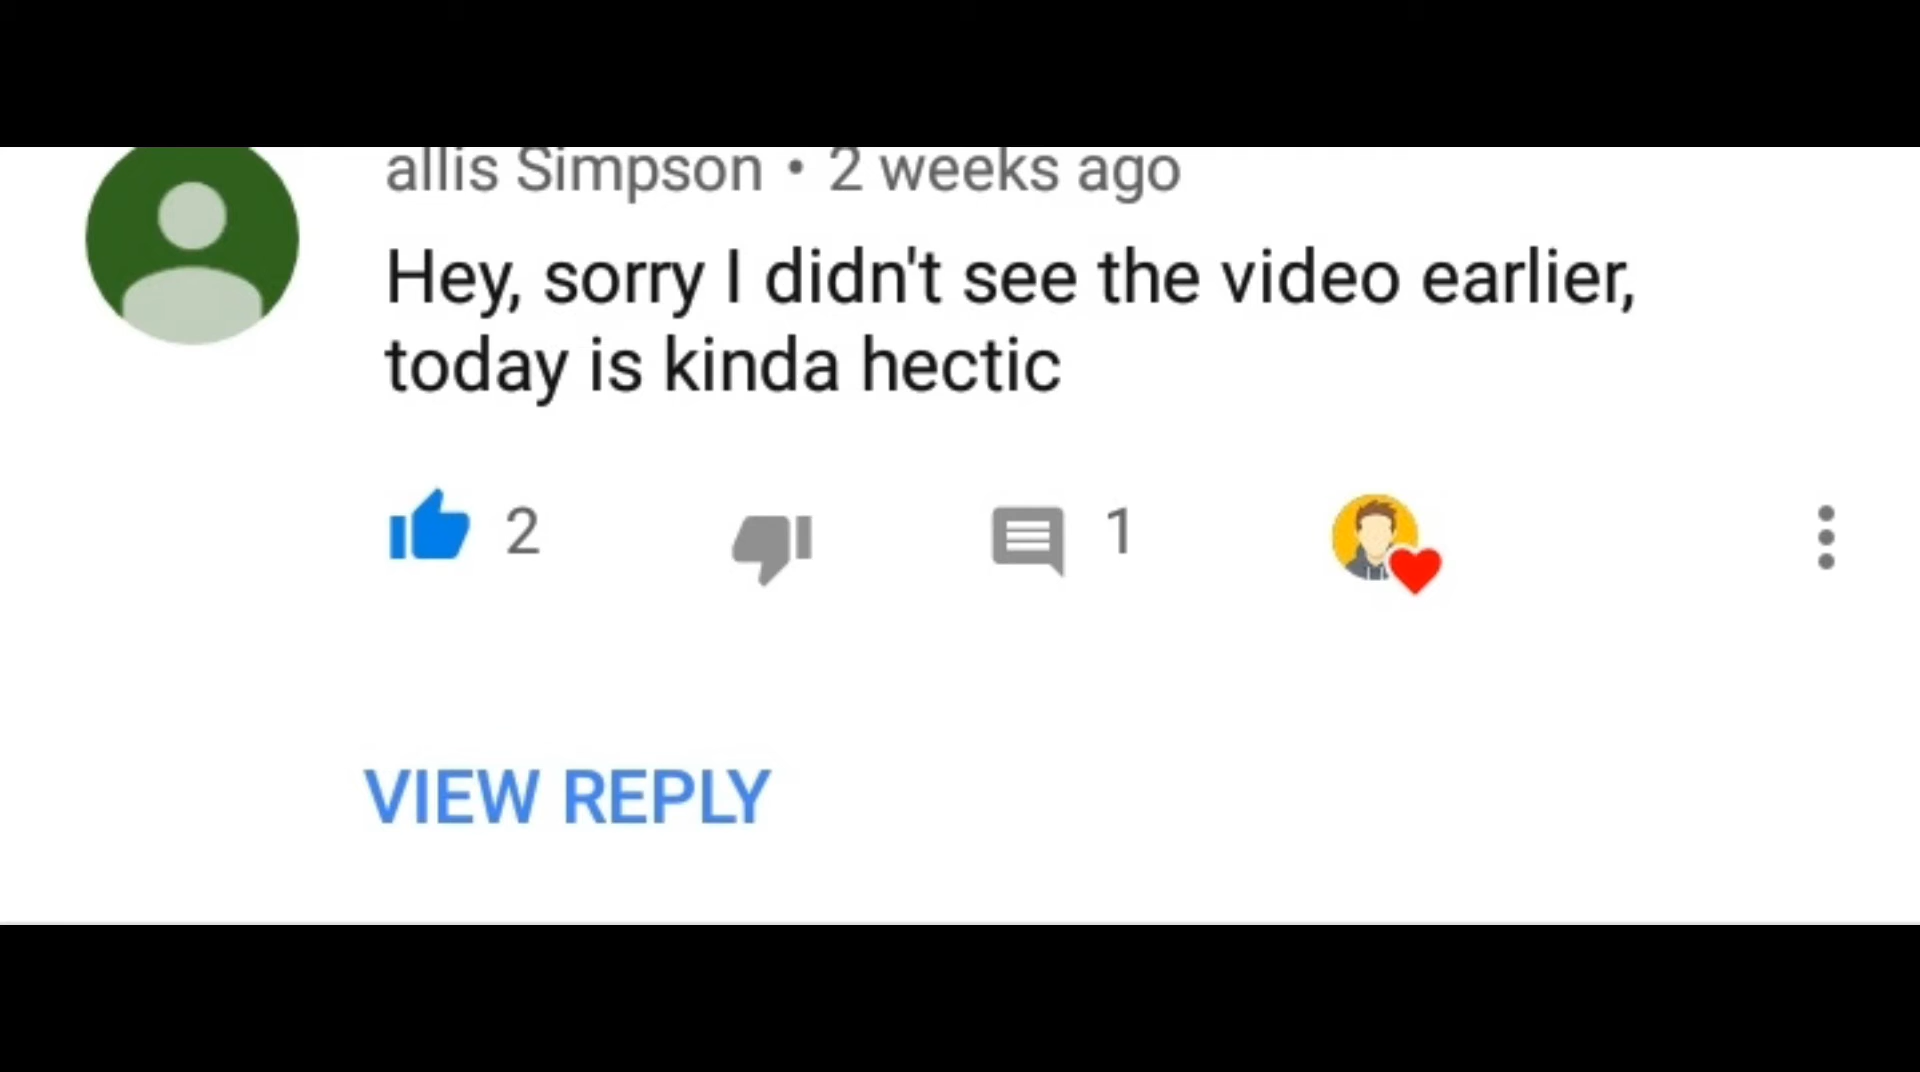 allis Simpson • 2 weeks ago
Hey, sorry I didn't see the video earlier,
today is kinda hectic
2
1
VIEW REPLY